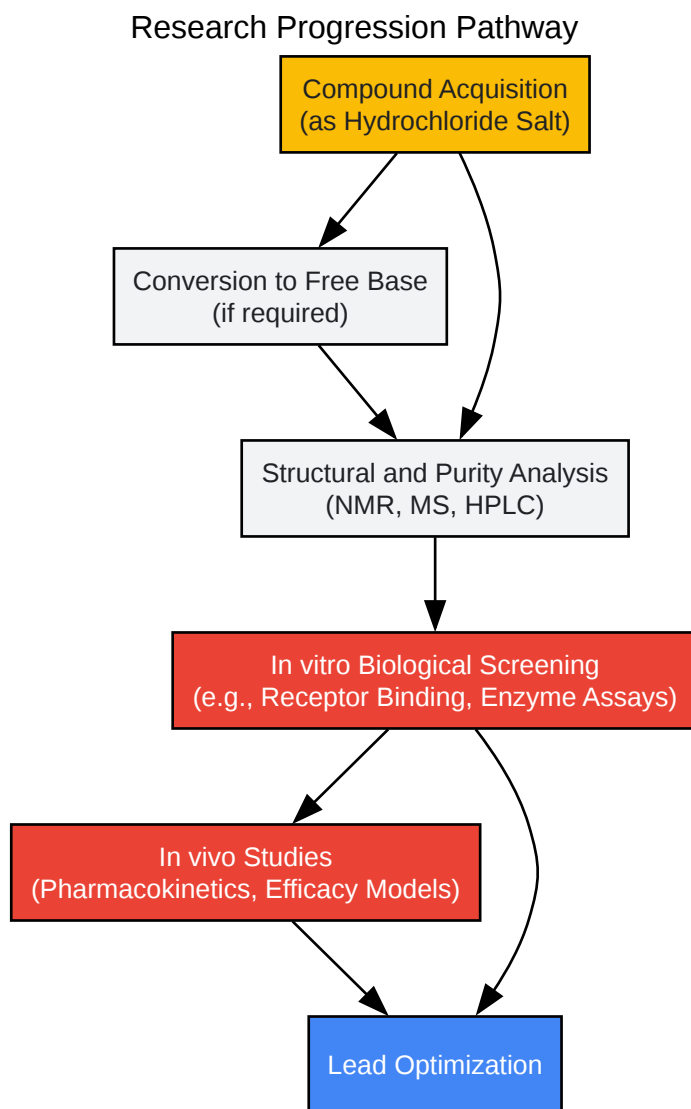 Research Progression Pathway
Compound Acquisition
(as Hydrochloride Salt)
Conversion to Free Base
(if required)
Structural and Purity Analysis
(NMR, MS, HPLC)
In vitro Biological Screening
(e.g., Receptor Binding, Enzyme Assays)
In vivo Studies
(Pharmacokinetics, Efficacy Models)
Lead Optimization